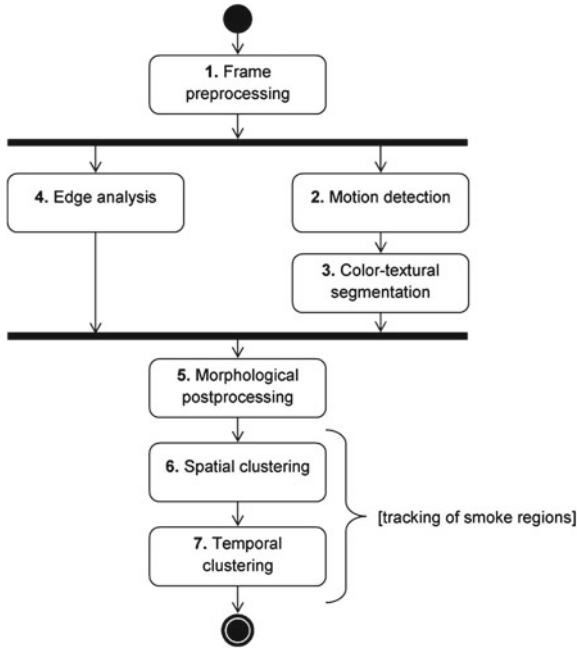 1. Frame
preprocessing
4. Edge analysis
2. Motion detection
3. Color-textural
segmentation
5. Morphological
postprocessing
6. Spatial clustering
[tracking of smoke regions]
7. Temporal
clustering